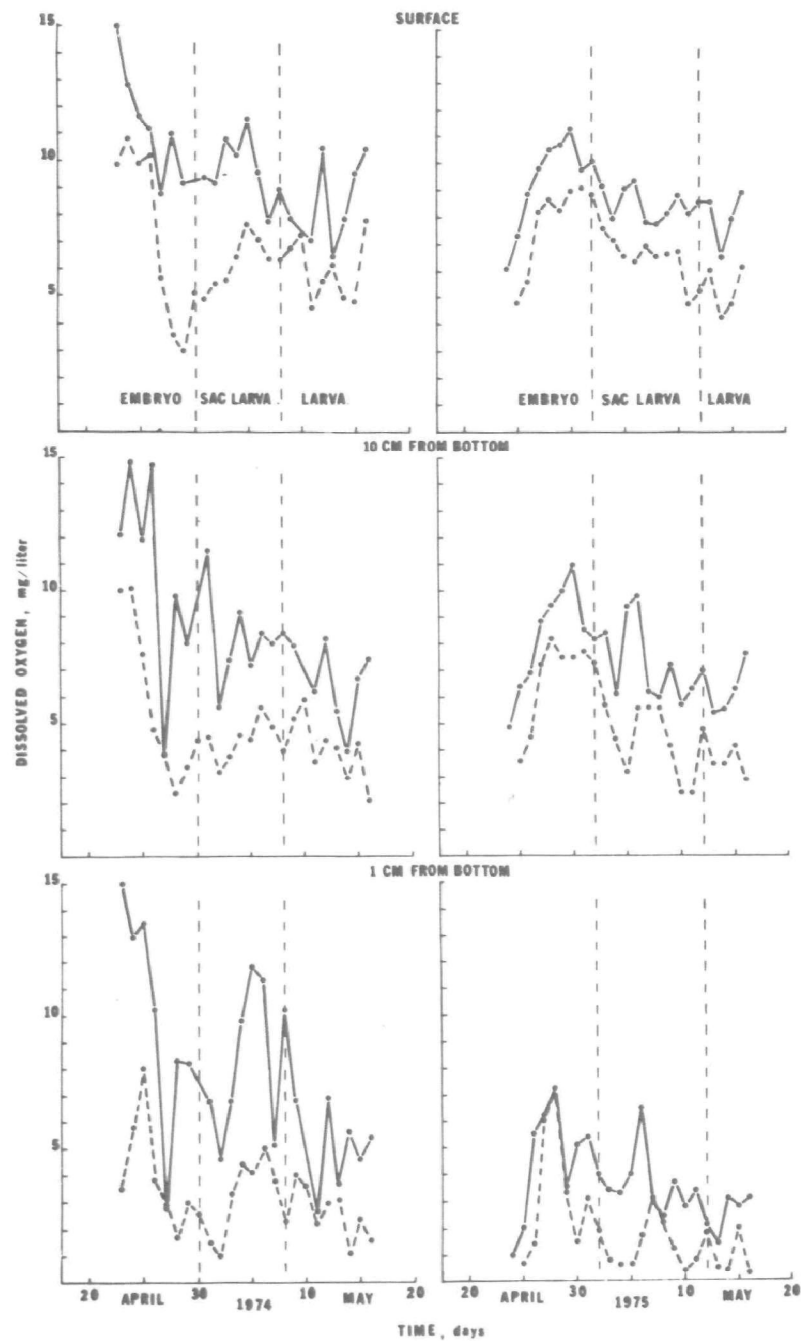 SURFACE
15
10
5
EMBRYO SAC LARVA LARVA EMBRYO SAC LARVA LARVA
10 CM FROM BOTTOM
15
10
5
DISSOLVED OXYGEN, mg/liter
1 CM FROM BOTTOM
15
10
5
20 30 10 20 20 30 10 20
APRIL 1974 MAY APRIL 1975 MAY
TIME, days